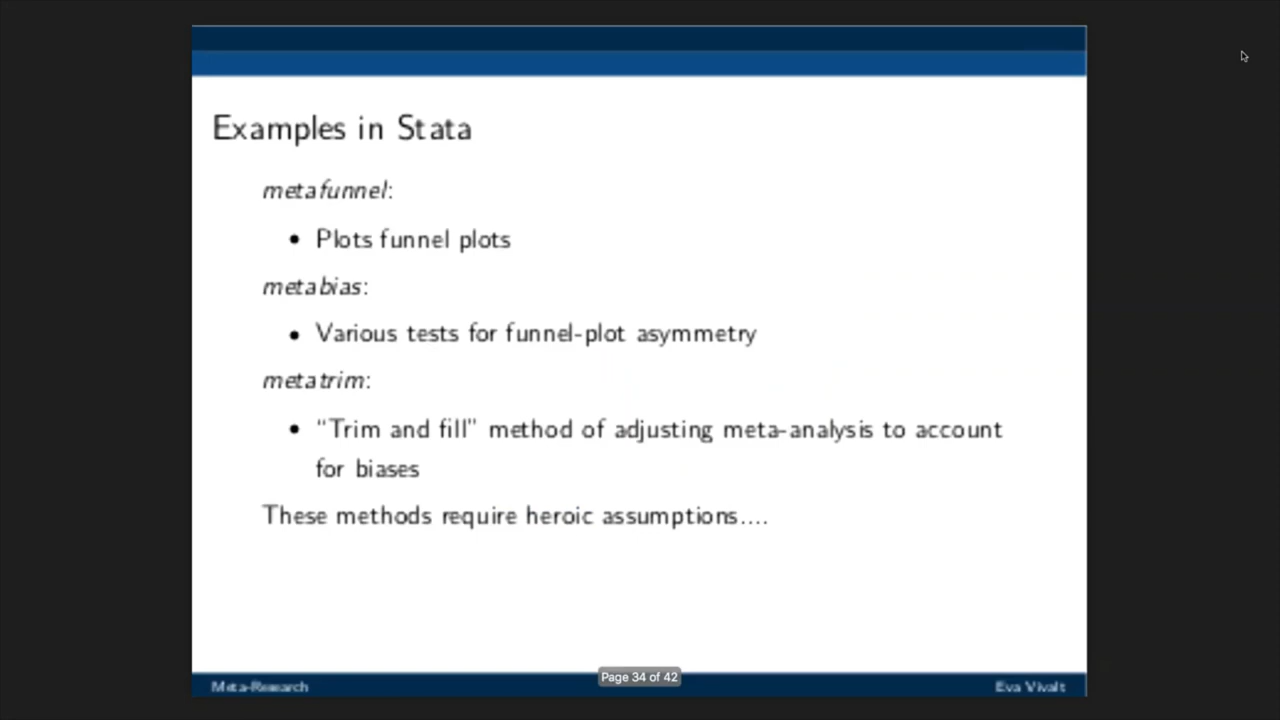 Examples in Stata
metafunnel:
• Plots funnel plots
metabias:
• Various tests for funnel-plot asymmetry
metatrim:
• “Trim and fill” method of adjusting meta-analysis to account
for biases
These methods require heroic assumptions....
Page 34 of 42
Meta-Research
Eva Vivalt